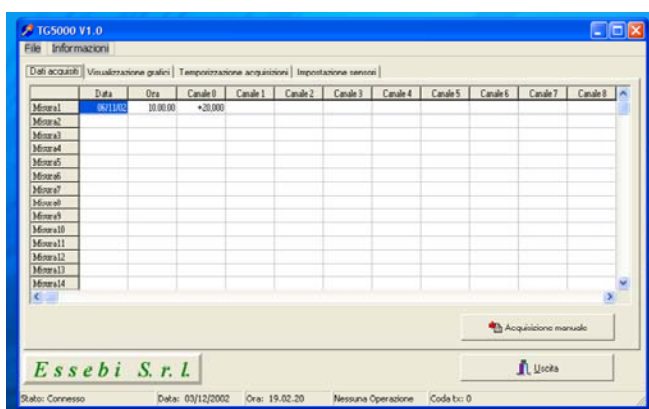 TG5000 V1.0
File Informazioni
Dati acquisiti Visualizzazione grafici Temporizzazione acquisizioni Impostazione sensori
Data Ora Canale 0 Canale 1 Canale 2 Canale 3 Canale 4 Canale 5 Canale 6 Canale 7 Canale 8
Misura1 06/11/02 10.00.00 +20,000
Misura2
Misura3
Misura4
Misura5
Misura6
Misura7
Misura8
Misura9
Misura10
Misura11
Misura12
Misura13
Misura14
Acquisizione manuale
Essebi S. r. l.
Uscita
Stato: Connesso Data: 03/12/2002 Ora: 19.02.20 Nessuna Operazione Coda tx: 0